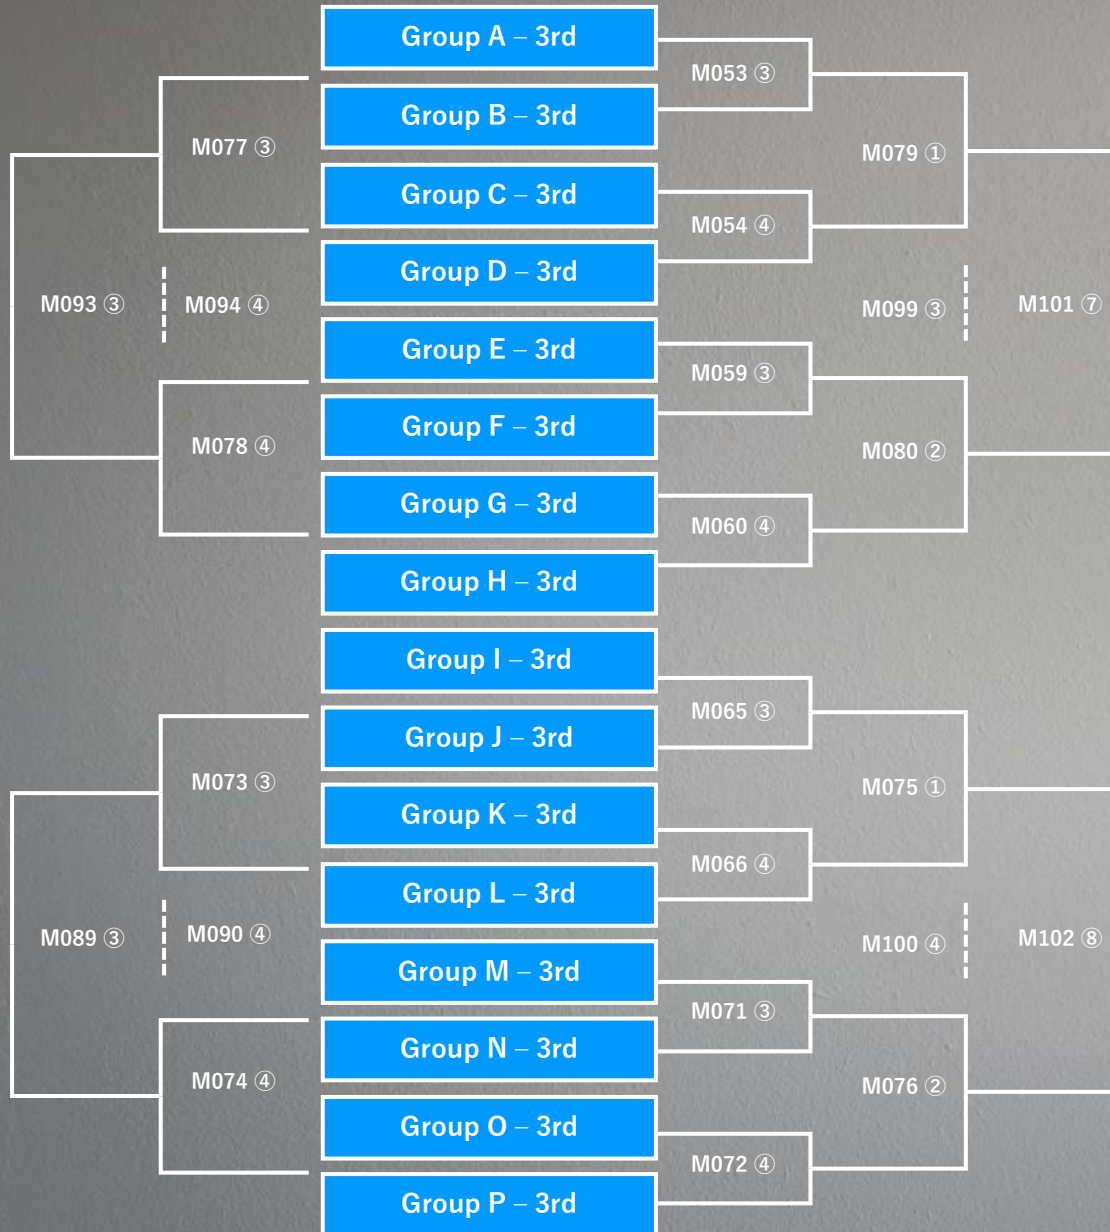 Group A – 3rd
M053 ③
Group B – 3rd
M077 ③
M079 ①
Group C – 3rd
M054 ④
Group D – 3rd
M093 ③
M094 ④
M099 ③
M101 ⑦
Group E – 3rd
M059 ③
Group F – 3rd
M078 ④
M080 ②
Group G – 3rd
M060 ④
Group H – 3rd
Group I – 3rd
M065 ③
Group J – 3rd
M073 ③
M075 ①
Group K – 3rd
M066 ④
Group L – 3rd
M089 ③
M090 ④
M100 ④
M102 ⑧
Group M – 3rd
M071 ③
Group N – 3rd
M074 ④
M076 ②
Group O – 3rd
M072 ④
Group P – 3rd